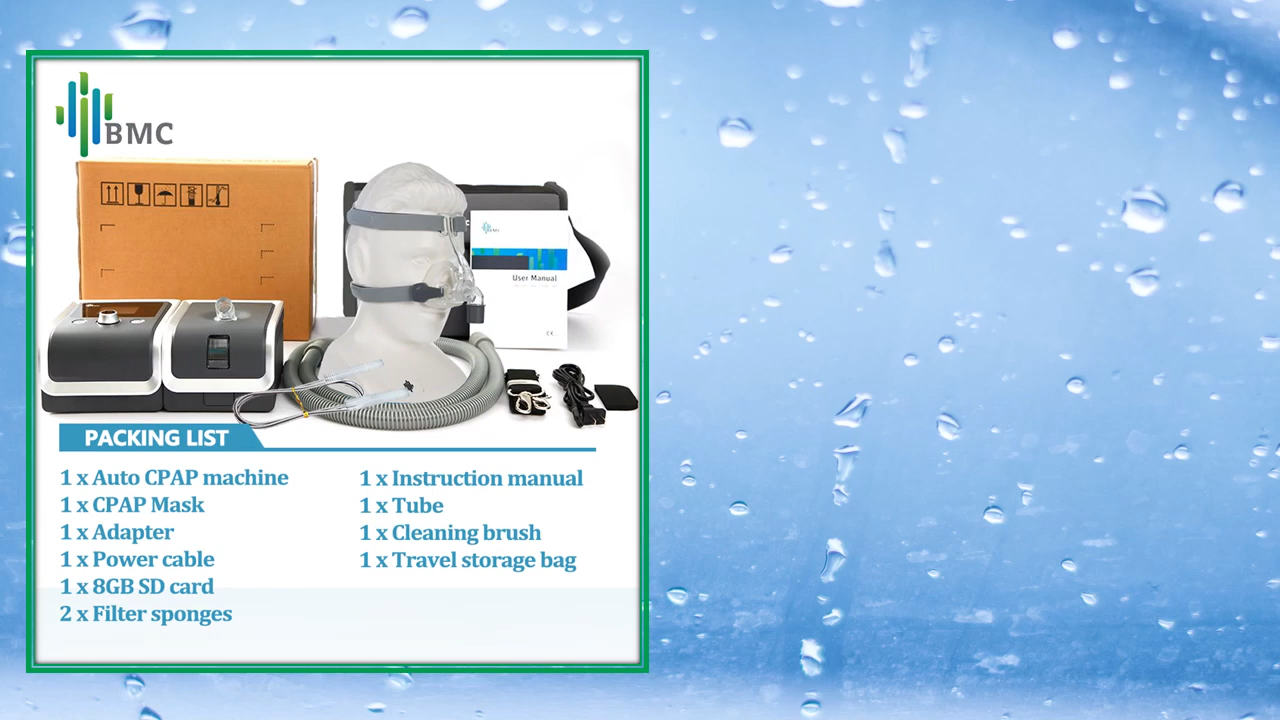 BMC
BMC
User Manual
PACKING LIST
1 x Auto CPAP machine
1 x CPAP Mask
1 x Adapter
1 x Power cable
1 x 8GB SD card
2 x Filter sponges
1 x Instruction manual
1 x Tube
1 x Cleaning brush
1 x Travel storage bag